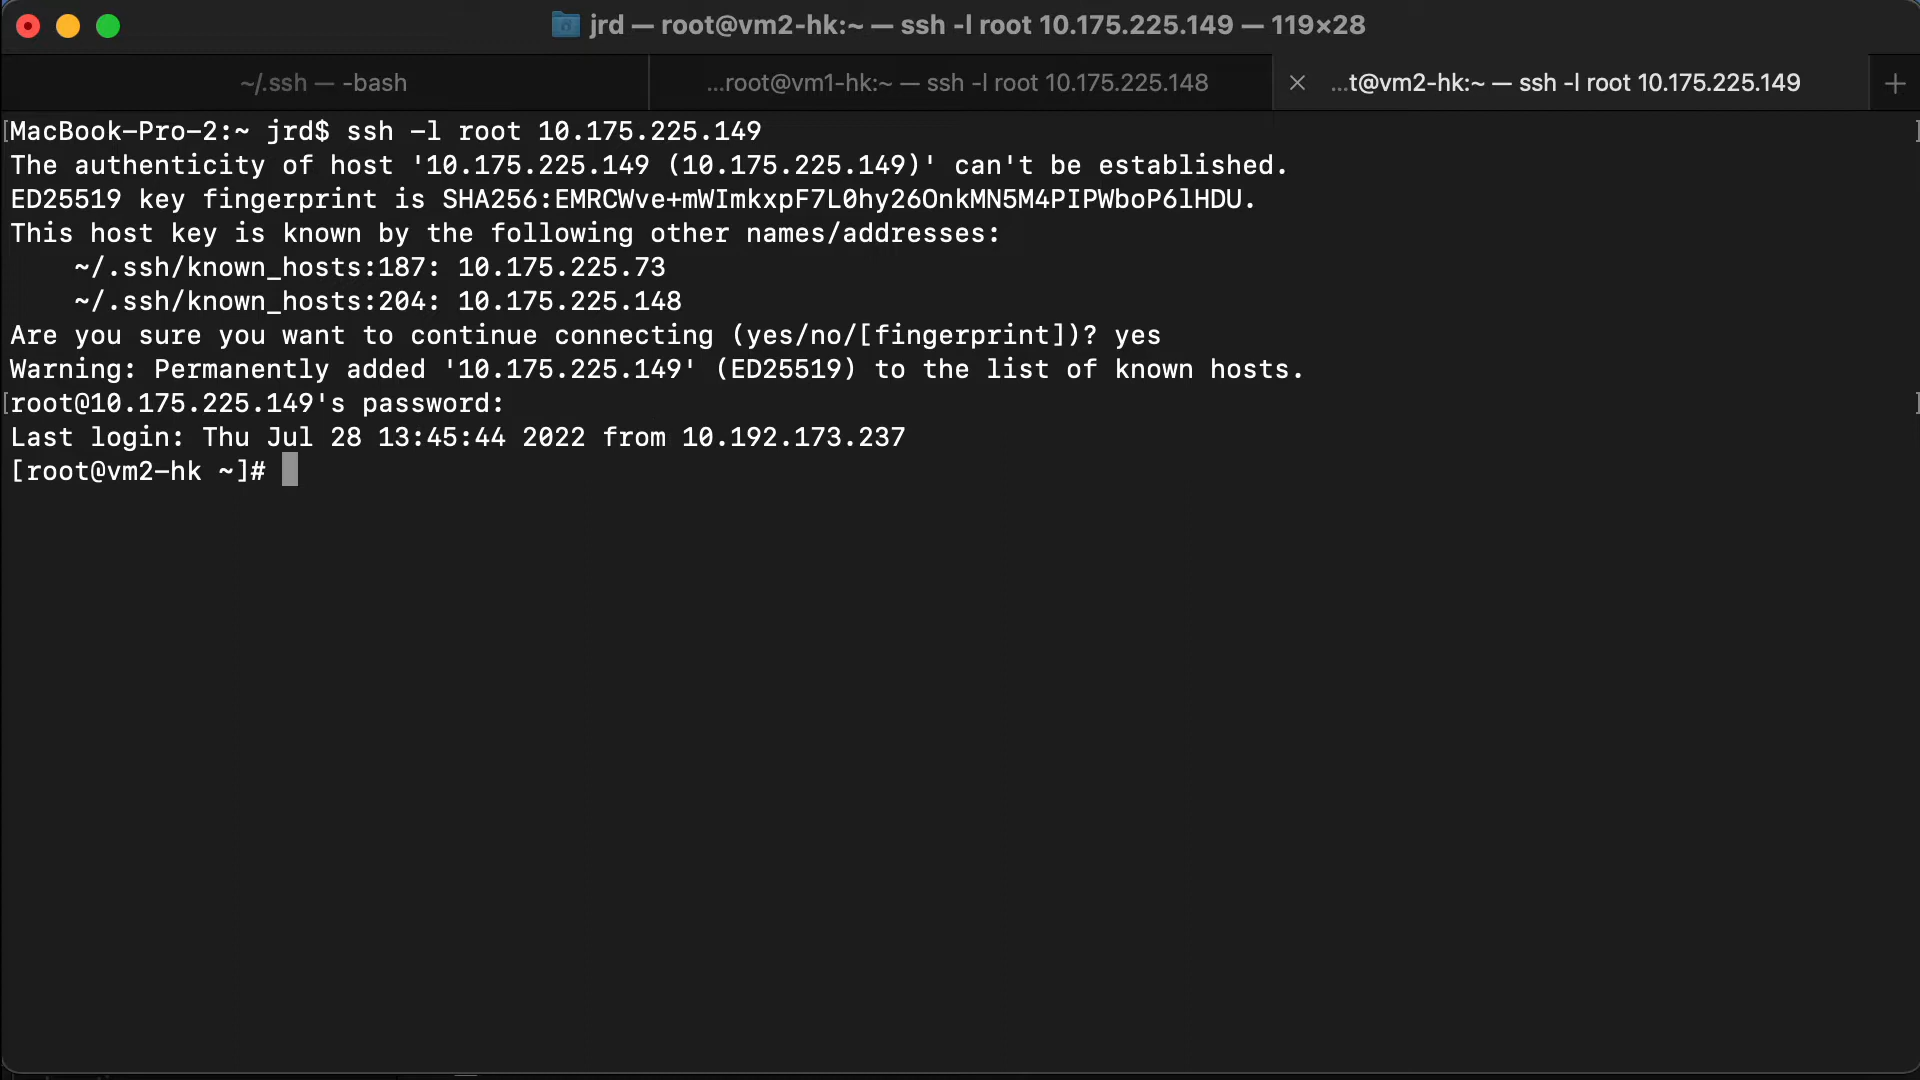 jrd — root@vm2-hk:~ — ssh -l root 10.175.225.149 — 119×28
~/.ssh — -bash
...root@vm1-hk:~ — ssh -l root 10.175.225.148
...t@vm2-hk:~ — ssh -l root 10.175.225.149
MacBook-Pro-2:~ jrd$ ssh -l root 10.175.225.149
The authenticity of host '10.175.225.149 (10.175.225.149)' can't be established.
ED25519 key fingerprint is SHA256:EMRCWve+mWImkxpF7L0hy26OnkMN5M4PIPWboP6lHDU.
This host key is known by the following other names/addresses:
    ~/.ssh/known_hosts:187: 10.175.225.73
    ~/.ssh/known_hosts:204: 10.175.225.148
Are you sure you want to continue connecting (yes/no/[fingerprint])? yes
Warning: Permanently added '10.175.225.149' (ED25519) to the list of known hosts.
root@10.175.225.149's password:
Last login: Thu Jul 28 13:45:44 2022 from 10.192.173.237
[root@vm2-hk ~]#